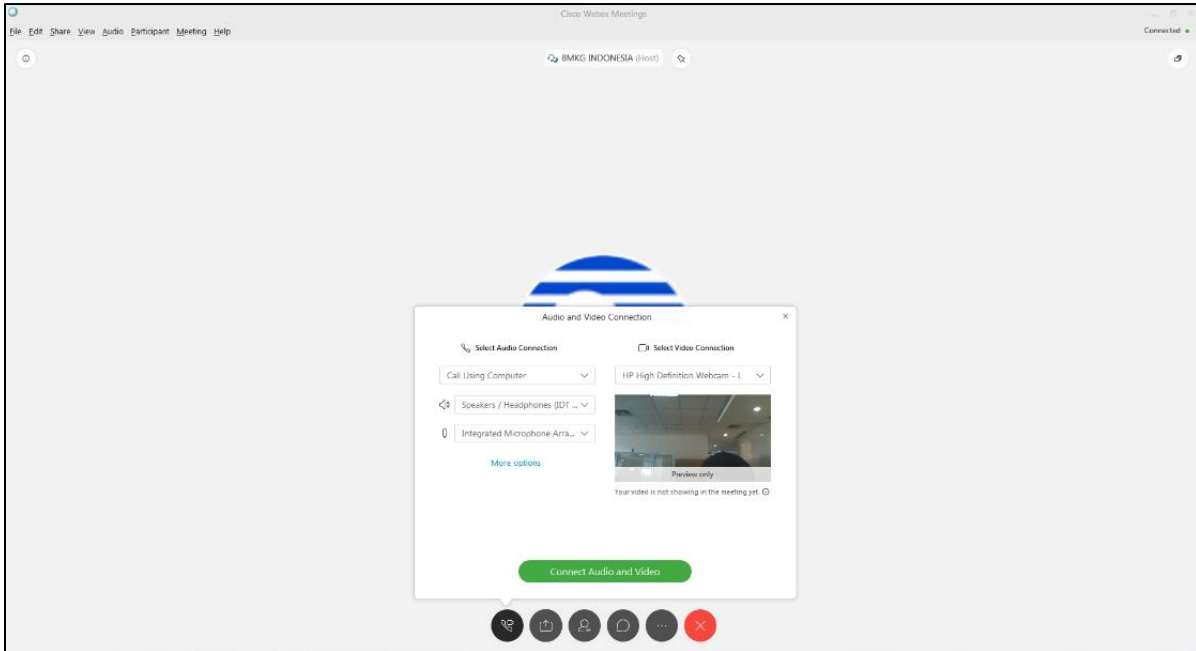 Cisco Webex Meetings
File Edit Share View Audio Participant Meeting Help
Connected
BMKG INDONESIA (Host)
Audio and Video Connection
Select Audio Connection
Select Video Connection
Call Using Computer
HP High Definition Webcam - I.
Speakers / Headphones (IDT ...
Integrated Microphone Arra...
More options
Preview only
Your video is not showing in the meeting yet.
Connect Audio and Video